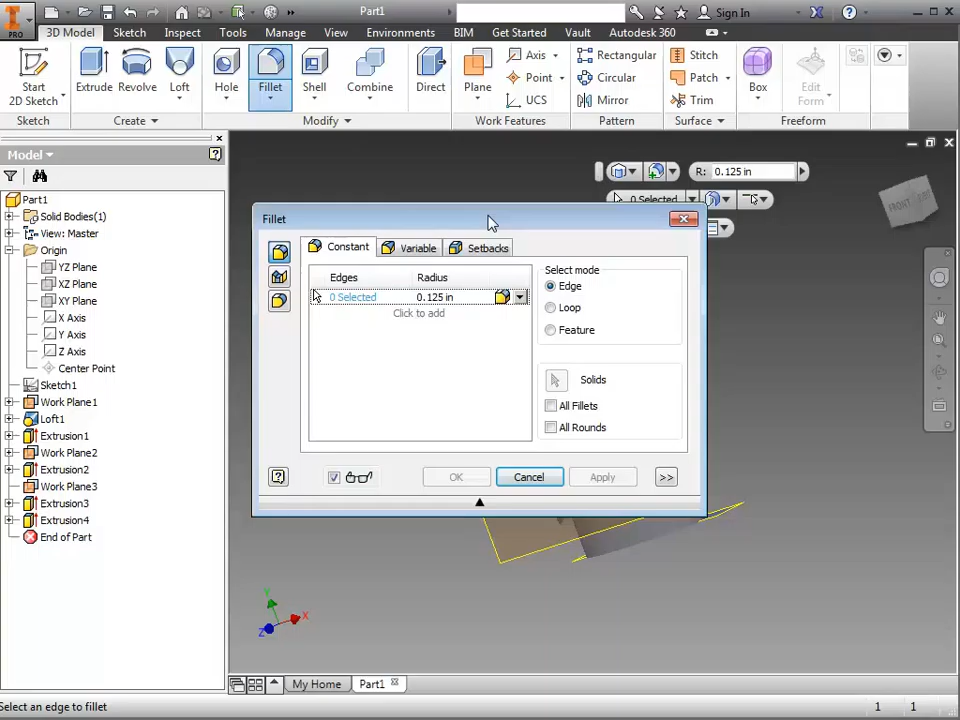 Part1
Sign In
PRO
3D Model Sketch Inspect Tools Manage View Environments BIM Get Started Vault Autodesk 360
Start
2D Sketch
Extrude Revolve Loft
Hole Fillet Shell Combine Direct
Plane
Axis
Point
UCS
Rectangular
Circular
Mirror
Stitch
Patch
Trim
Box
Edit
Form
Sketch Create Modify Work Features Pattern Surface Freeform
Model
Part1
Solid Bodies(1)
View: Master
Origin
YZ Plane
XZ Plane
XY Plane
X Axis
Y Axis
Z Axis
Center Point
Sketch1
Work Plane1
Loft1
Extrusion1
Work Plane2
Extrusion2
Work Plane3
Extrusion3
Extrusion4
End of Part
R: 0.125 in
0 Selected
FRONT
Fillet
Constant Variable Setbacks
Edges Radius
0 Selected 0.125 in
Click to add
Select mode
Edge
Loop
Feature
Solids
All Fillets
All Rounds
OK Cancel Apply >>
Y
X
Z
My Home Part1
Select an edge to fillet 1 1